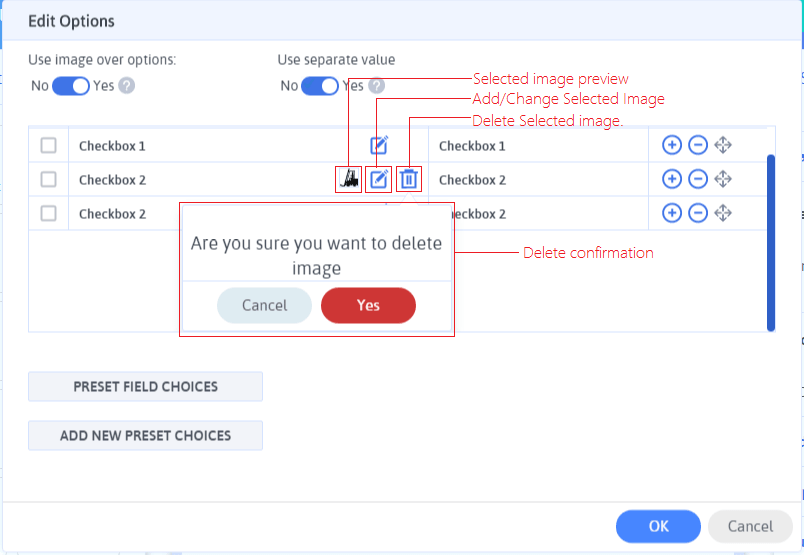 Edit Options
Use image over options:
Use separate value
No Yes ?
No Yes ?
Selected image preview
Add/Change Selected Image
Delete Selected image.
Checkbox 1
Checkbox 1
Checkbox 2
Checkbox 2
Checkbox 2
Are you sure you want to delete
image
Cancel
Yes
Delete confirmation
PRESET FIELD CHOICES
ADD NEW PRESET CHOICES
OK
Cancel